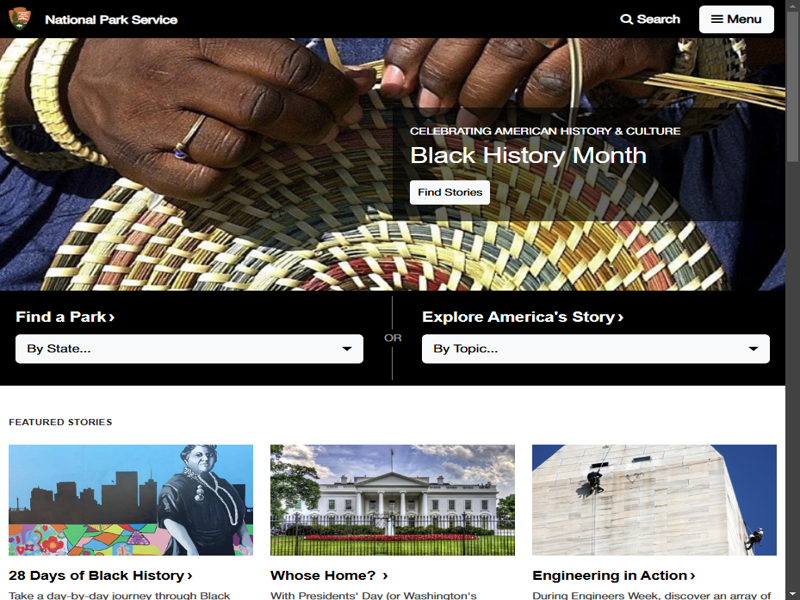 National Park Service
Search
Menu
CELEBRATING AMERICAN HISTORY & CULTURE
Black History Month
Find Stories
Find a Park›
By State...
OR
Explore America's Story›
By Topic...
FEATURED STORIES
28 Days of Black History›
Take a day-by-day journey through Black
Whose Home? ›
With Presidents' Day (or Washington's
Engineering in Action›
During Engineers Week, discover an array of